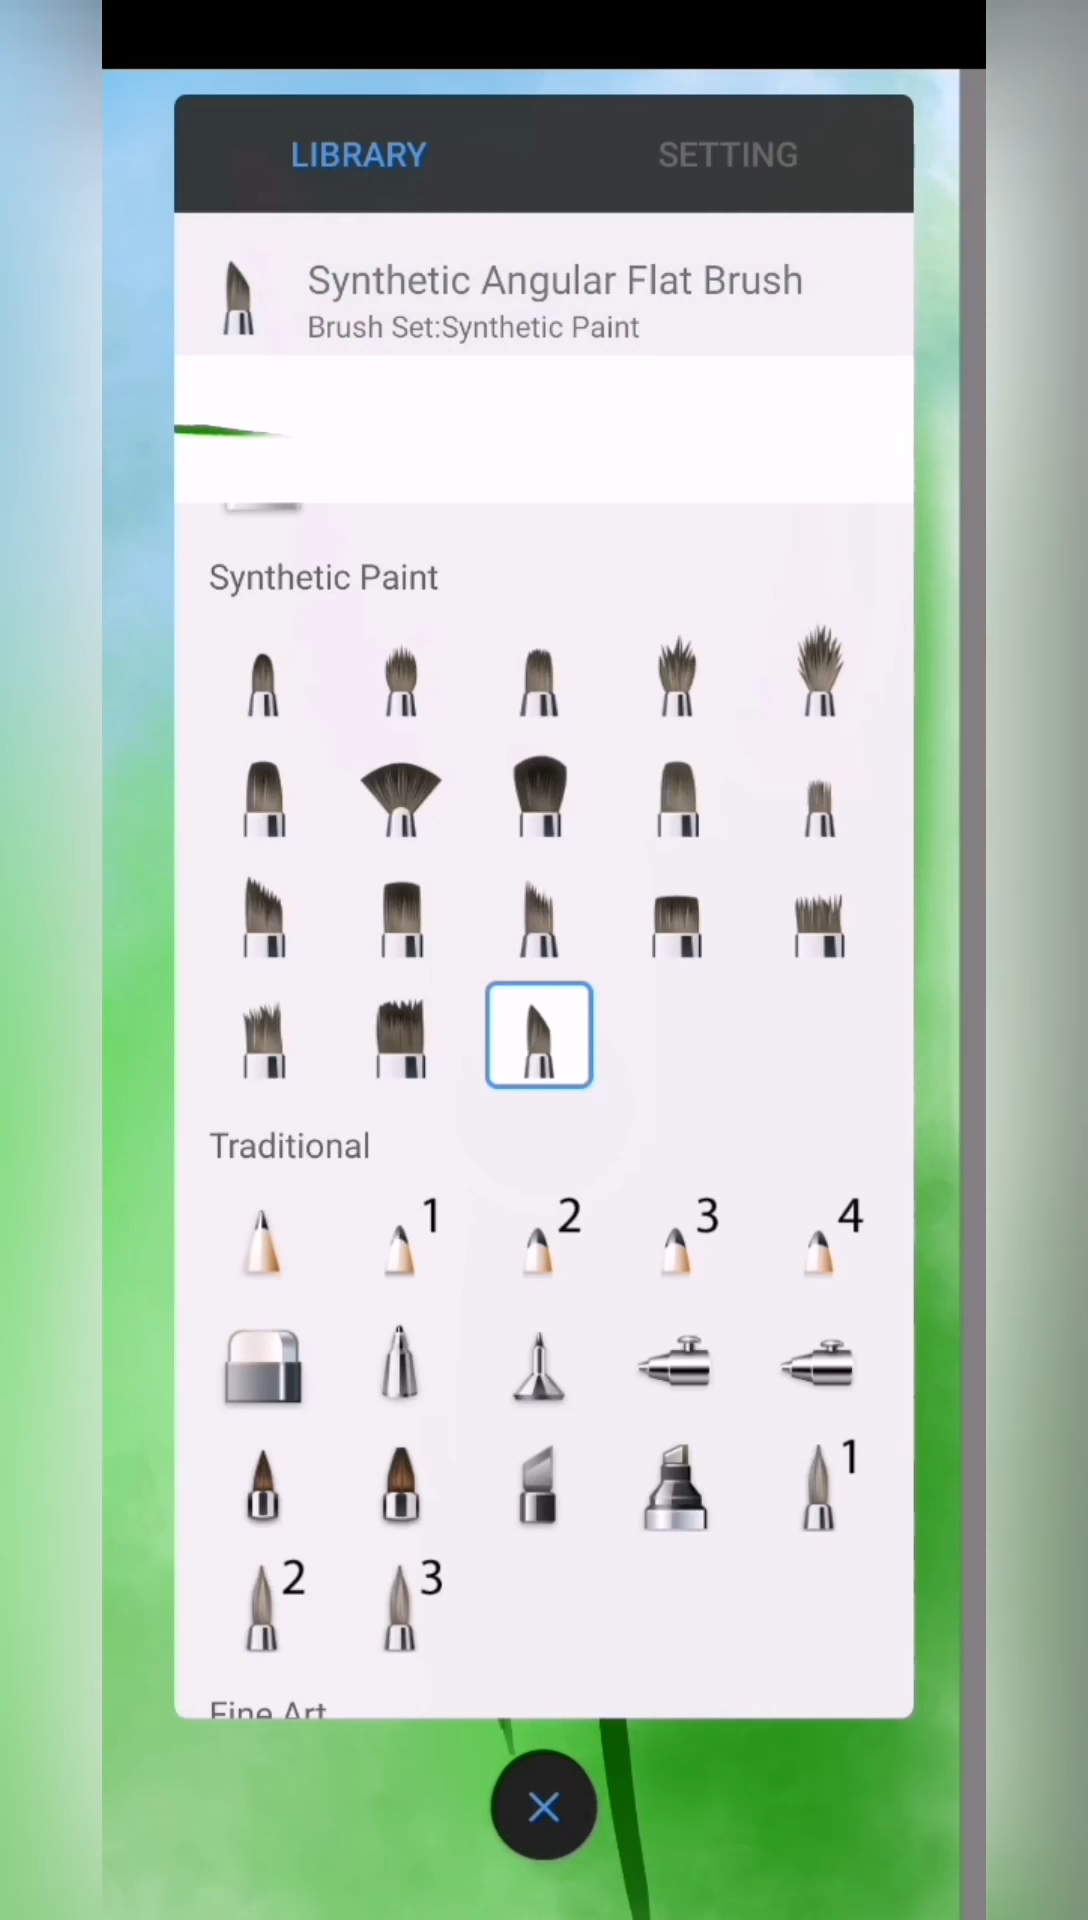 LIBRARY SETTING
Synthetic Angular Flat Brush
Brush Set:Synthetic Paint
Synthetic Paint
Traditional
1 2 3 4
1
2 3
Fine Art